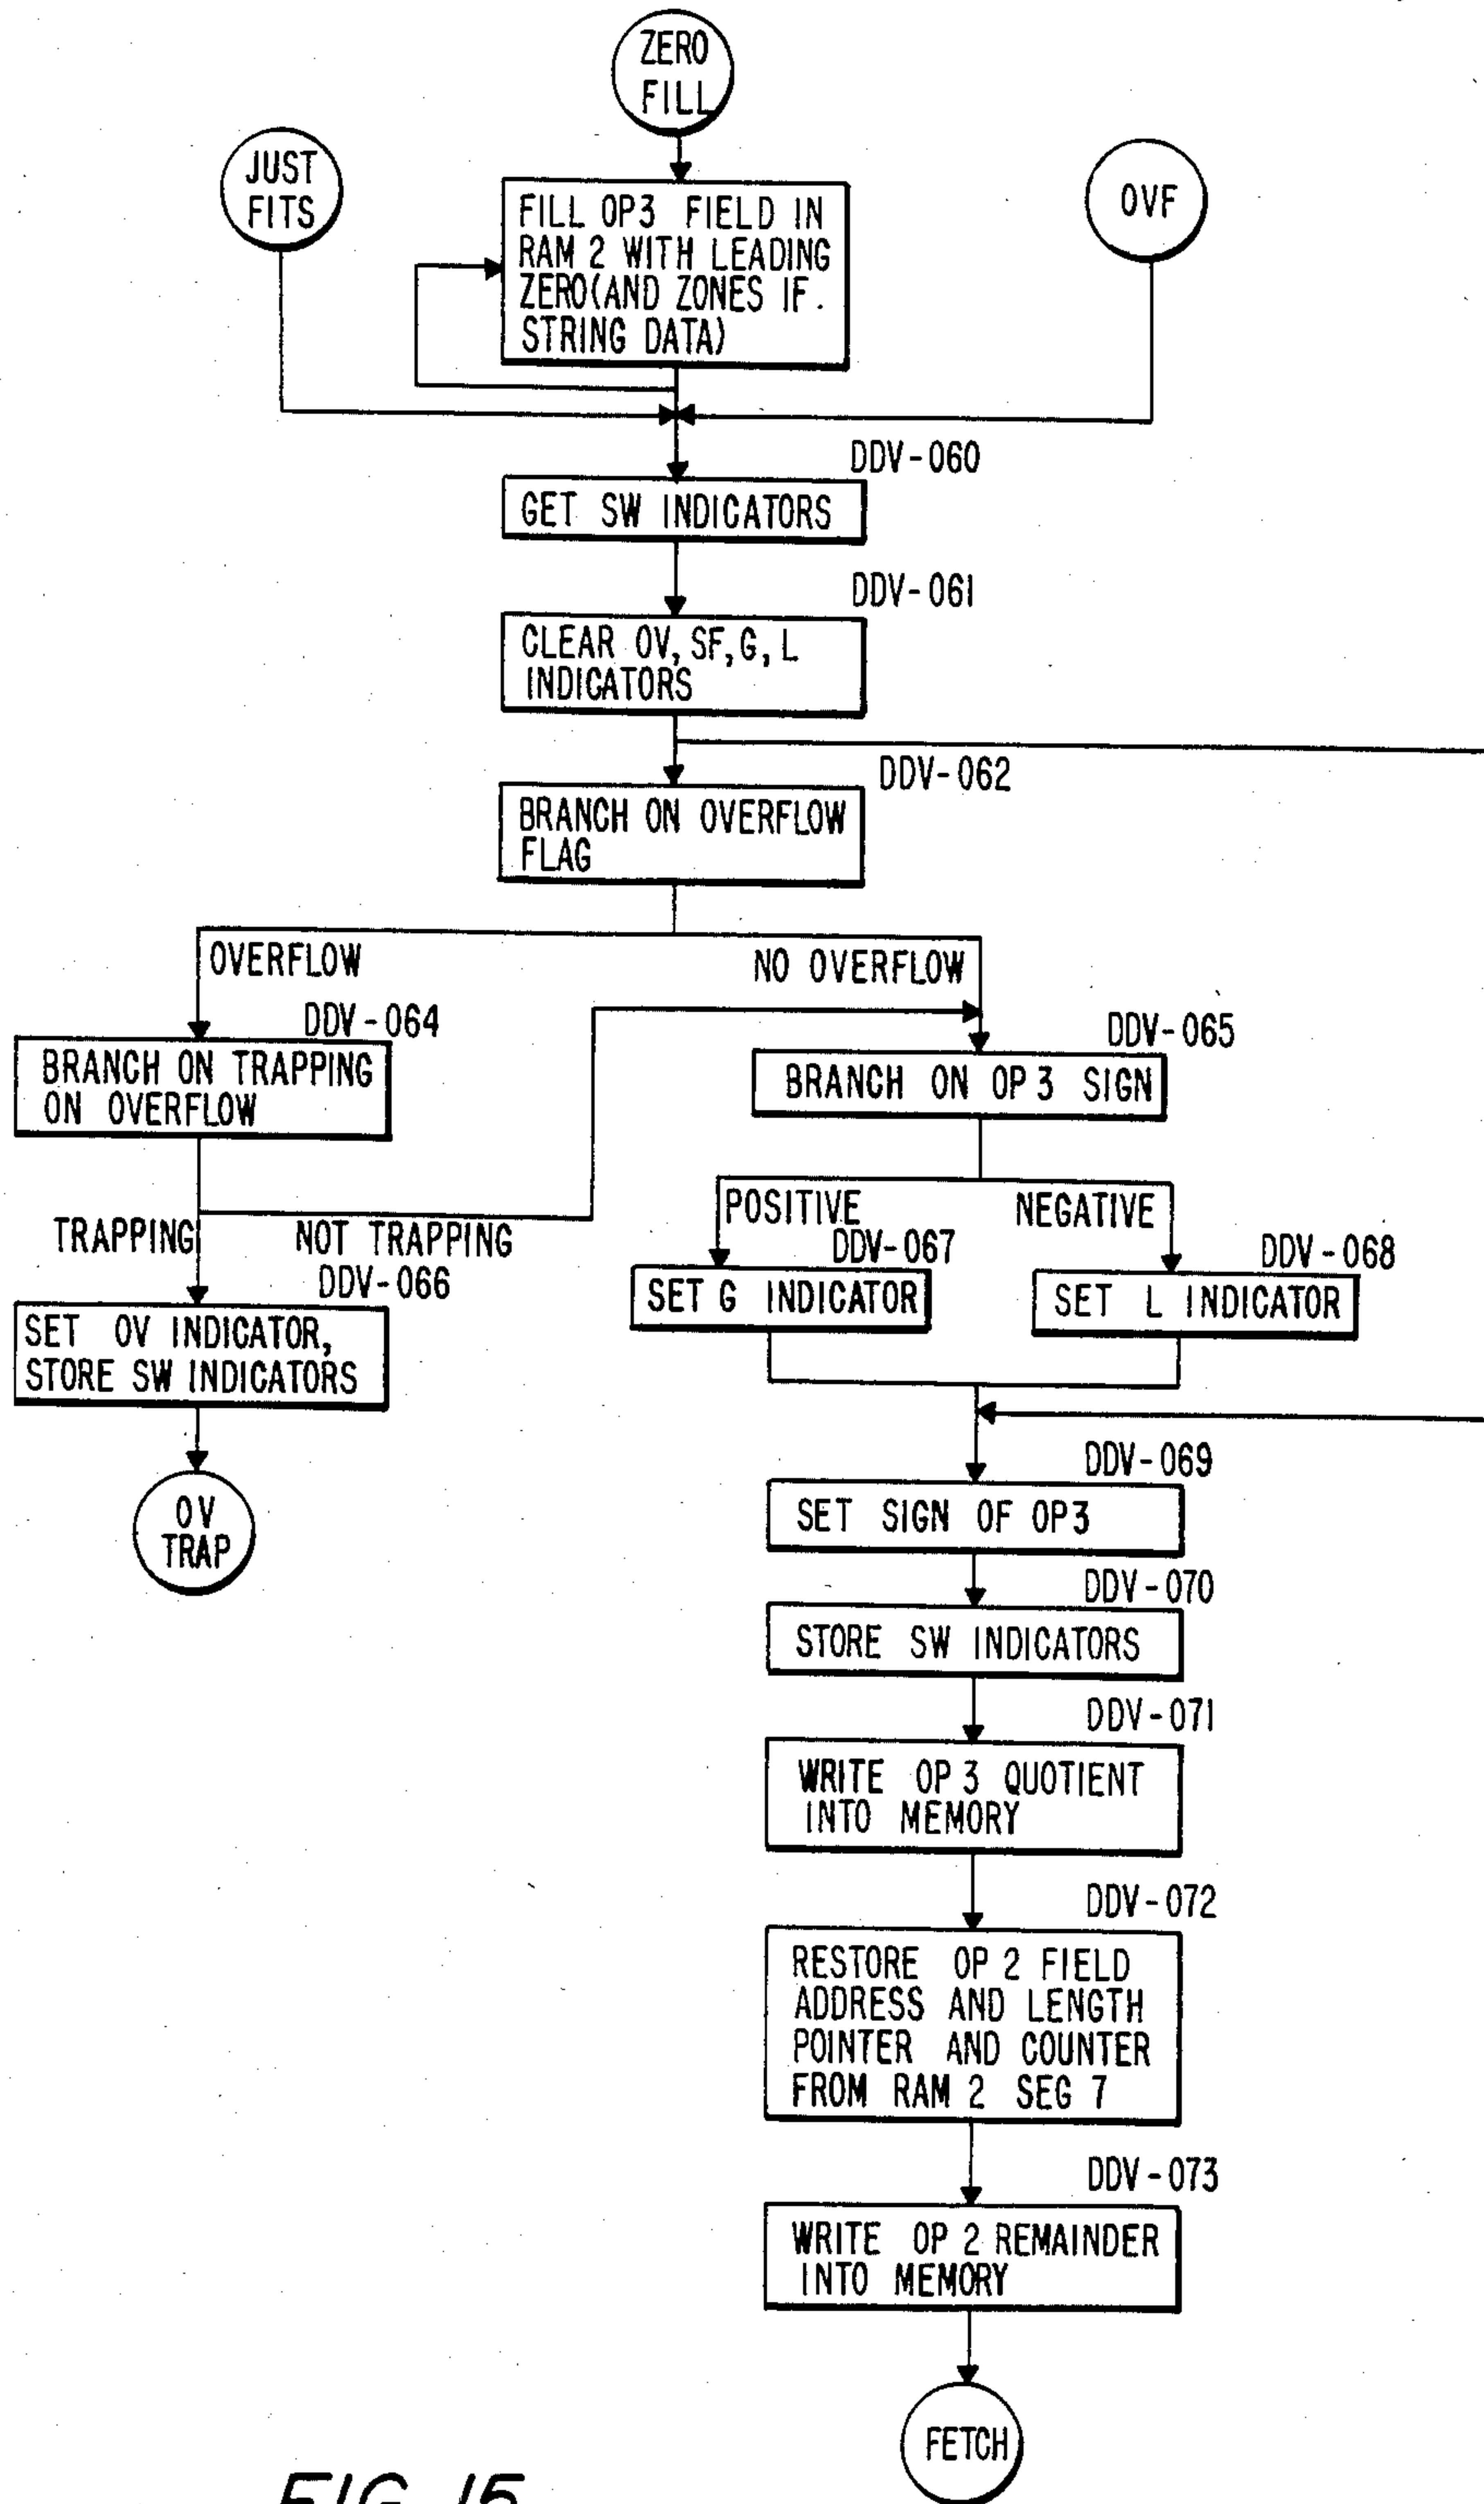 ZERO
FILL
JUST
FITS
OVF
FILL OP3 FIELD IN
RAM 2 WITH LEADING
ZERO(AND ZONES IF.
STRING DATA)
DDV-060
GET SW INDICATORS
DDV-061
CLEAR OV, SF, G, L
INDICATORS
DDV-062
BRANCH ON OVERFLOW
FLAG
OVERFLOW
NO OVERFLOW
DDV-064
BRANCH ON TRAPPING
ON OVERFLOW
DDV-065
BRANCH ON OP3 SIGN
POSITIVE
NEGATIVE
TRAPPING
NOT TRAPPING
DDV-066
DDV-067
DDV-068
SET G INDICATOR
SET L INDICATOR
SET OV INDICATOR,
STORE SW INDICATORS
OV
TRAP
DDV-069
SET SIGN OF OP3
DDV-070
STORE SW INDICATORS
DDV-071
WRITE OP3 QUOTIENT
INTO MEMORY
DDV-072
RESTORE OP 2 FIELD
ADDRESS AND LENGTH
POINTER AND COUNTER
FROM RAM 2 SEG 7
DDV-073
WRITE OP 2 REMAINDER
INTO MEMORY
FETCH
FIG. 15